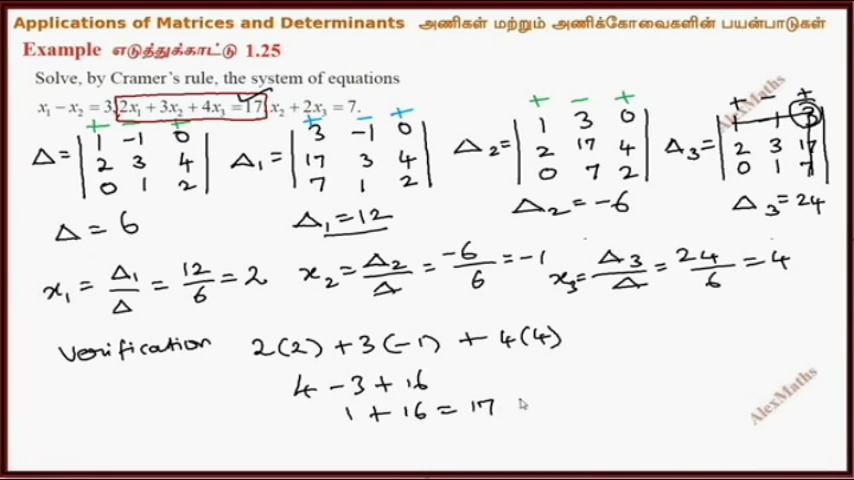 Applications of Matrices and Determinants அணிகள் மற்றும் அணிக்கோவைகளின் பயன்பாடுகள்
Example எடுத்துக்காட்டு 1.25
Solve, by Cramer's rule, the system of equations
x₁ − x₂ = 3, 2x₁ + 3x₂ + 4x₃ = 17, x₂ + 2x₃ = 7.
+ − + + − + + − + + − +
Δ = | 1 −1 0 | Δ₁ = | 3 −1 0 | Δ₂ = | 1 3 0 | Δ₃ = | 1 -1 3 |
| 2 3 4 | | 17 3 4 | | 2 17 4 | | 2 3 17 |
| 0 1 2 | | 7 1 2 | | 0 7 2 | | 0 1 7 |
Δ = 6 Δ₁ = 12 Δ₂ = −6 Δ₃ = 24
x₁ = Δ₁/Δ = 12/6 = 2 x₂ = Δ₂/Δ = −6/6 = −1 x₃ = Δ₃/Δ = 24/6 = 4
Verification 2(2) + 3(−1) + 4(4)
4 − 3 + 16
1 + 16 = 17
AlexMaths
AlexMaths